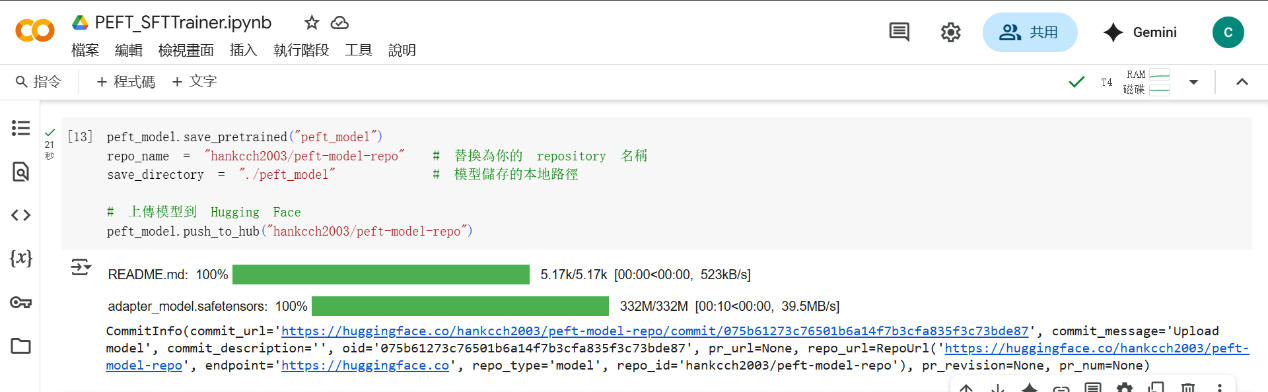 PEFT_SFTTrainer.ipynb
檔案 編輯 檢視畫面 插入 執行階段 工具 說明
共用
Gemini
C
指令 + 程式碼 + 文字
T4 RAM 磁碟
21 秒
[13] peft_model.save_pretrained("peft_model")
repo_name = "hankcch2003/peft-model-repo" # 替換為你的 repository 名稱
save_directory = "./peft_model" # 模型儲存的本地路徑
# 上傳模型到 Hugging Face
peft_model.push_to_hub("hankcch2003/peft-model-repo")
README.md: 100% 5.17k/5.17k [00:00<00:00, 523kB/s]
adapter_model.safetensors: 100% 332M/332M [00:10<00:00, 39.5MB/s]
CommitInfo(commit_url='https://huggingface.co/hankcch2003/peft-model-repo/commit/075b61273c76501b6a14f7b3cfa835f3c73bde87', commit_message='Upload
model', commit_description='', oid='075b61273c76501b6a14f7b3cfa835f3c73bde87', pr_url=None, repo_url=RepoUrl('https://huggingface.co/hankcch2003/peft-
model-repo', endpoint='https://huggingface.co', repo_type='model', repo_id='hankcch2003/peft-model-repo'), pr_revision=None, pr_num=None)